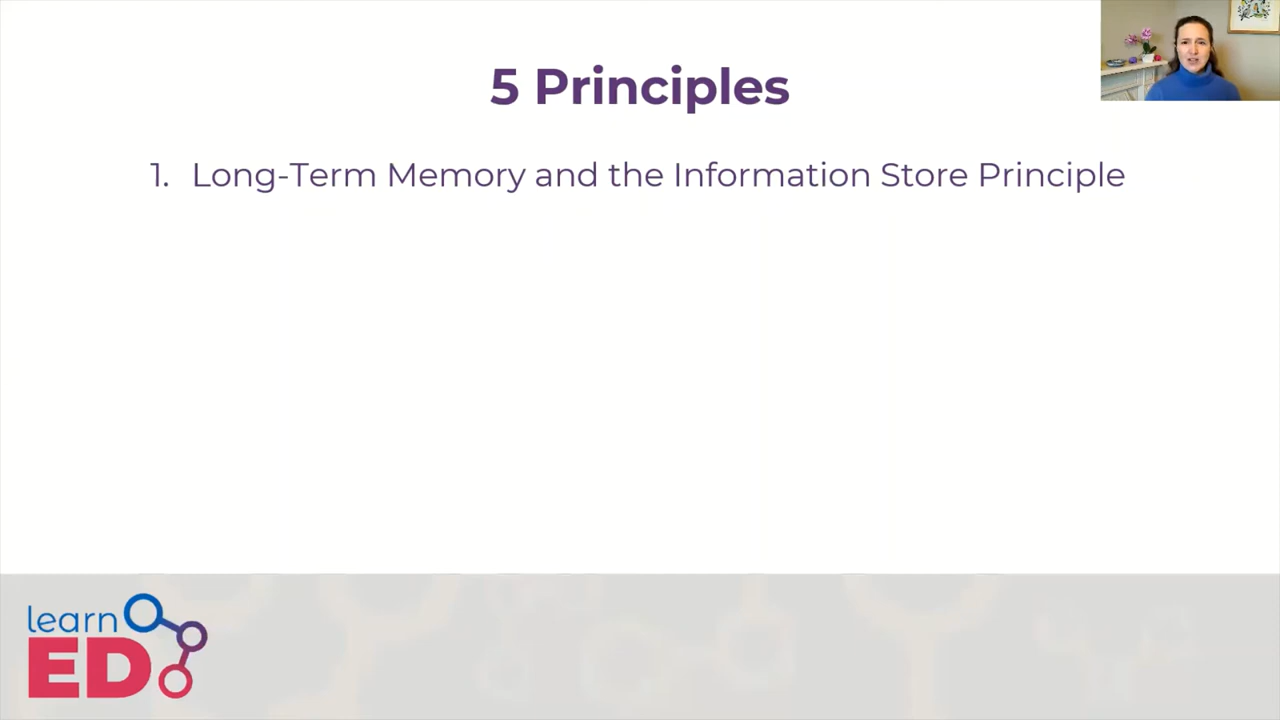 5 Principles
1. Long-Term Memory and the Information Store Principle
learn
ED